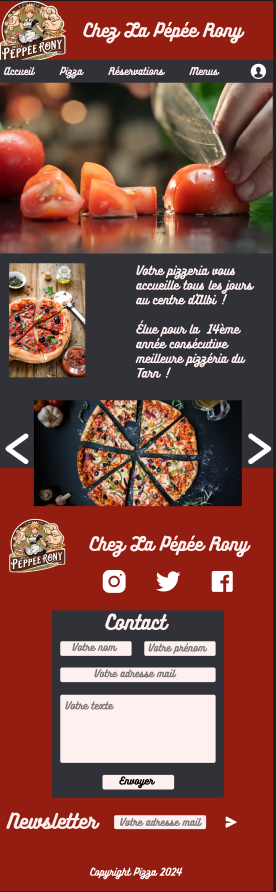 PEPPEE RONY
Chez La Pépée Rony
Accueil Pizza Réservations Menus
Votre pizzeria vous
accueille tous les jours
au centre d'Albi !
Élue pour la 14ème
année consécutive
meilleure pizzéria du
Tarn !
PEPPEE RONY
Chez La Pépée Rony
Contact
Votre nom Votre prénom
Votre adresse mail
Votre texte
Envoyer
Newsletter Votre adresse mail
Copyright Pizza 2024